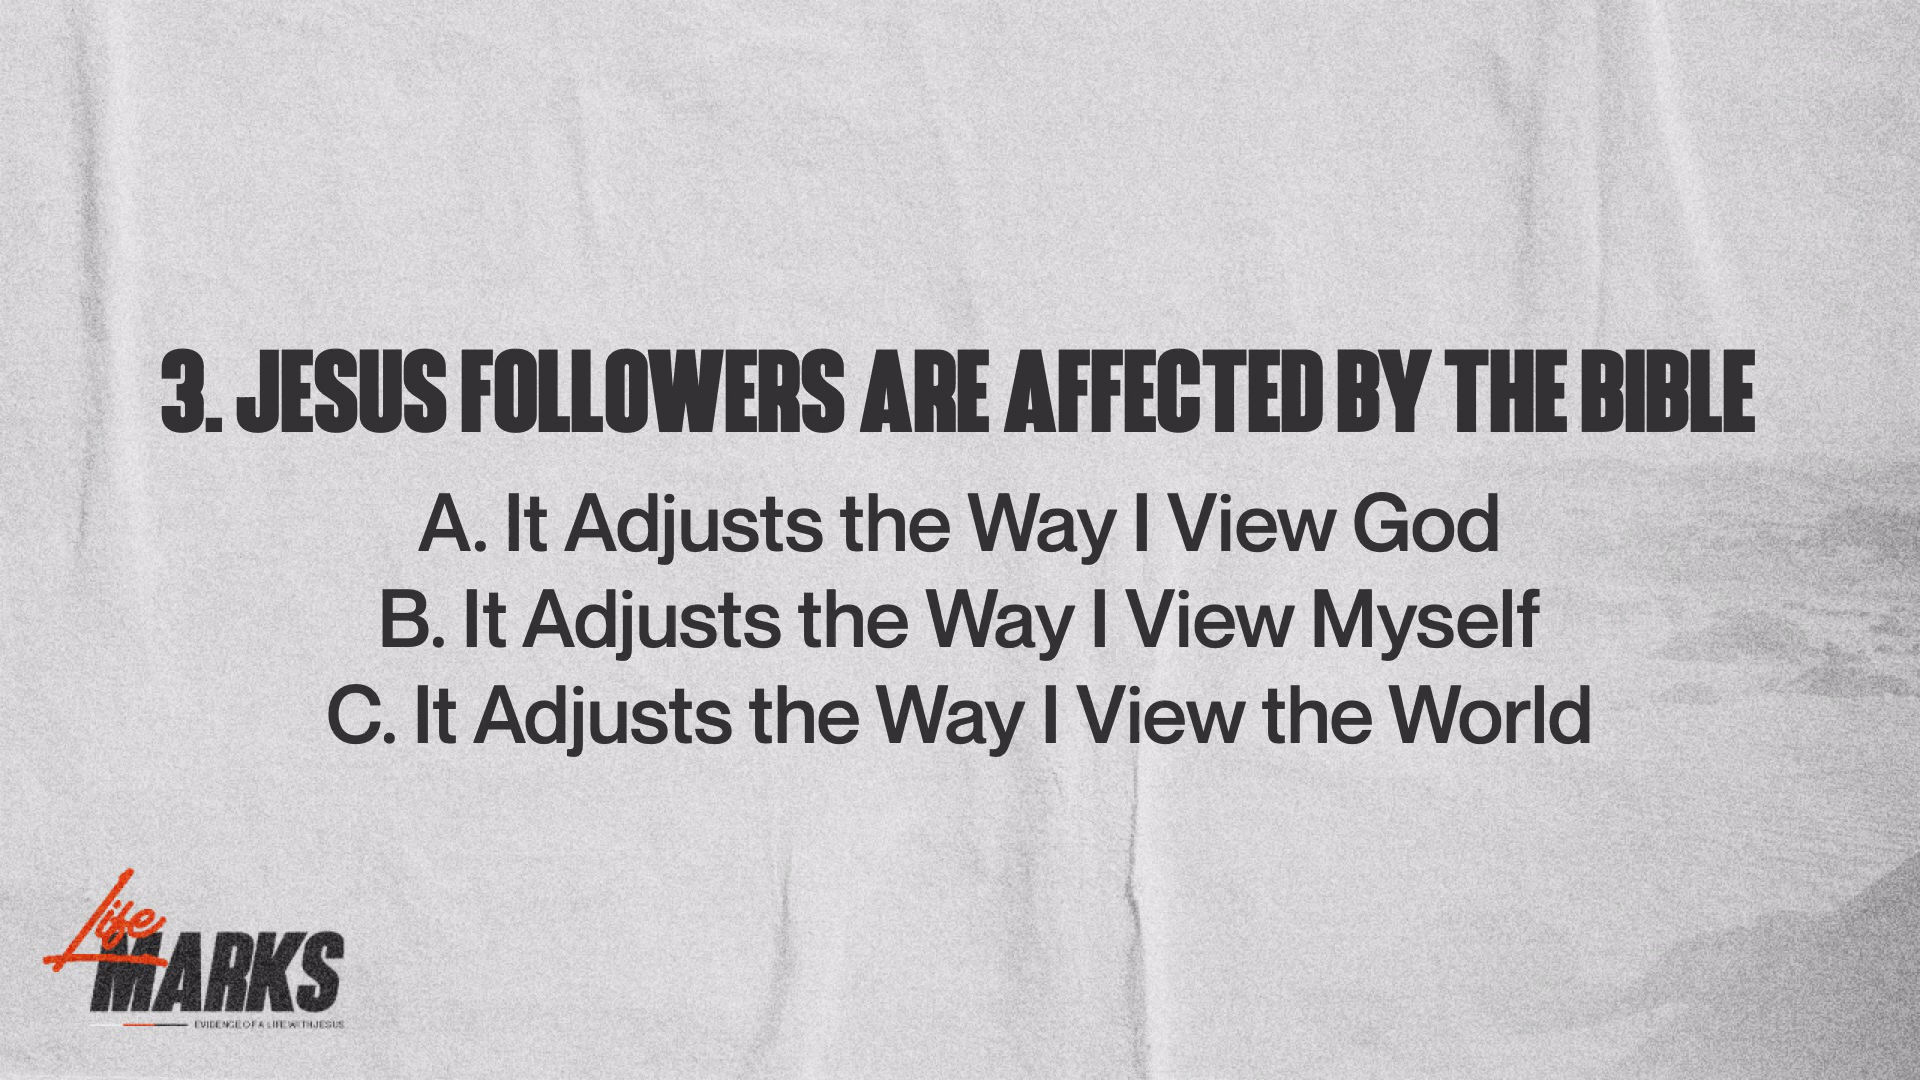 3. JESUS FOLLOWERS ARE AFFECTED BY THE BIBLE
A. It Adjusts the Way I View God
B. It Adjusts the Way I View Myself
C. It Adjusts the Way I View the World
Life
MARKS
EVIDENCE OF A LIFE WITH JESUS